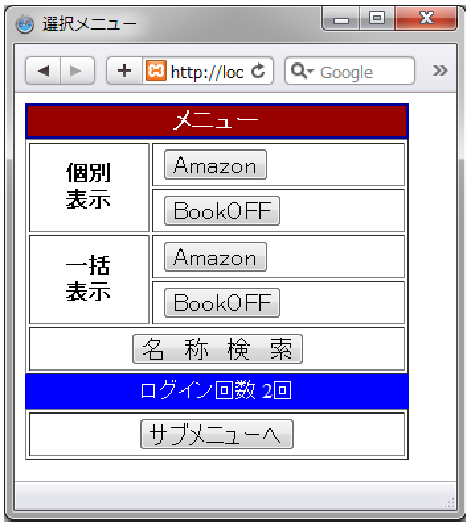 選択メニュー
http://loc
Google
メニュー
個別
表示
Amazon
BookOFF
一括
表示
Amazon
BookOFF
名 称 検 索
ログイン回数 2回
サブメニューへ